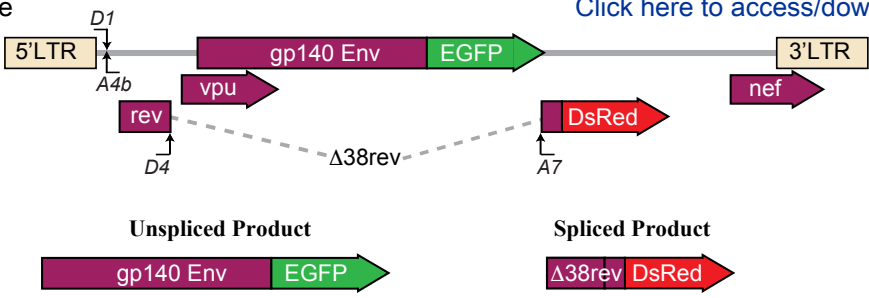 e
Click here to access/dow
D1
5'LTR
gp140 Env
EGFP
3'LTR
A4b
vpu
nef
rev
DsRed
Δ38rev
D4
A7
Unspliced Product
Spliced Product
gp140 Env
EGFP
Δ38rev
DsRed